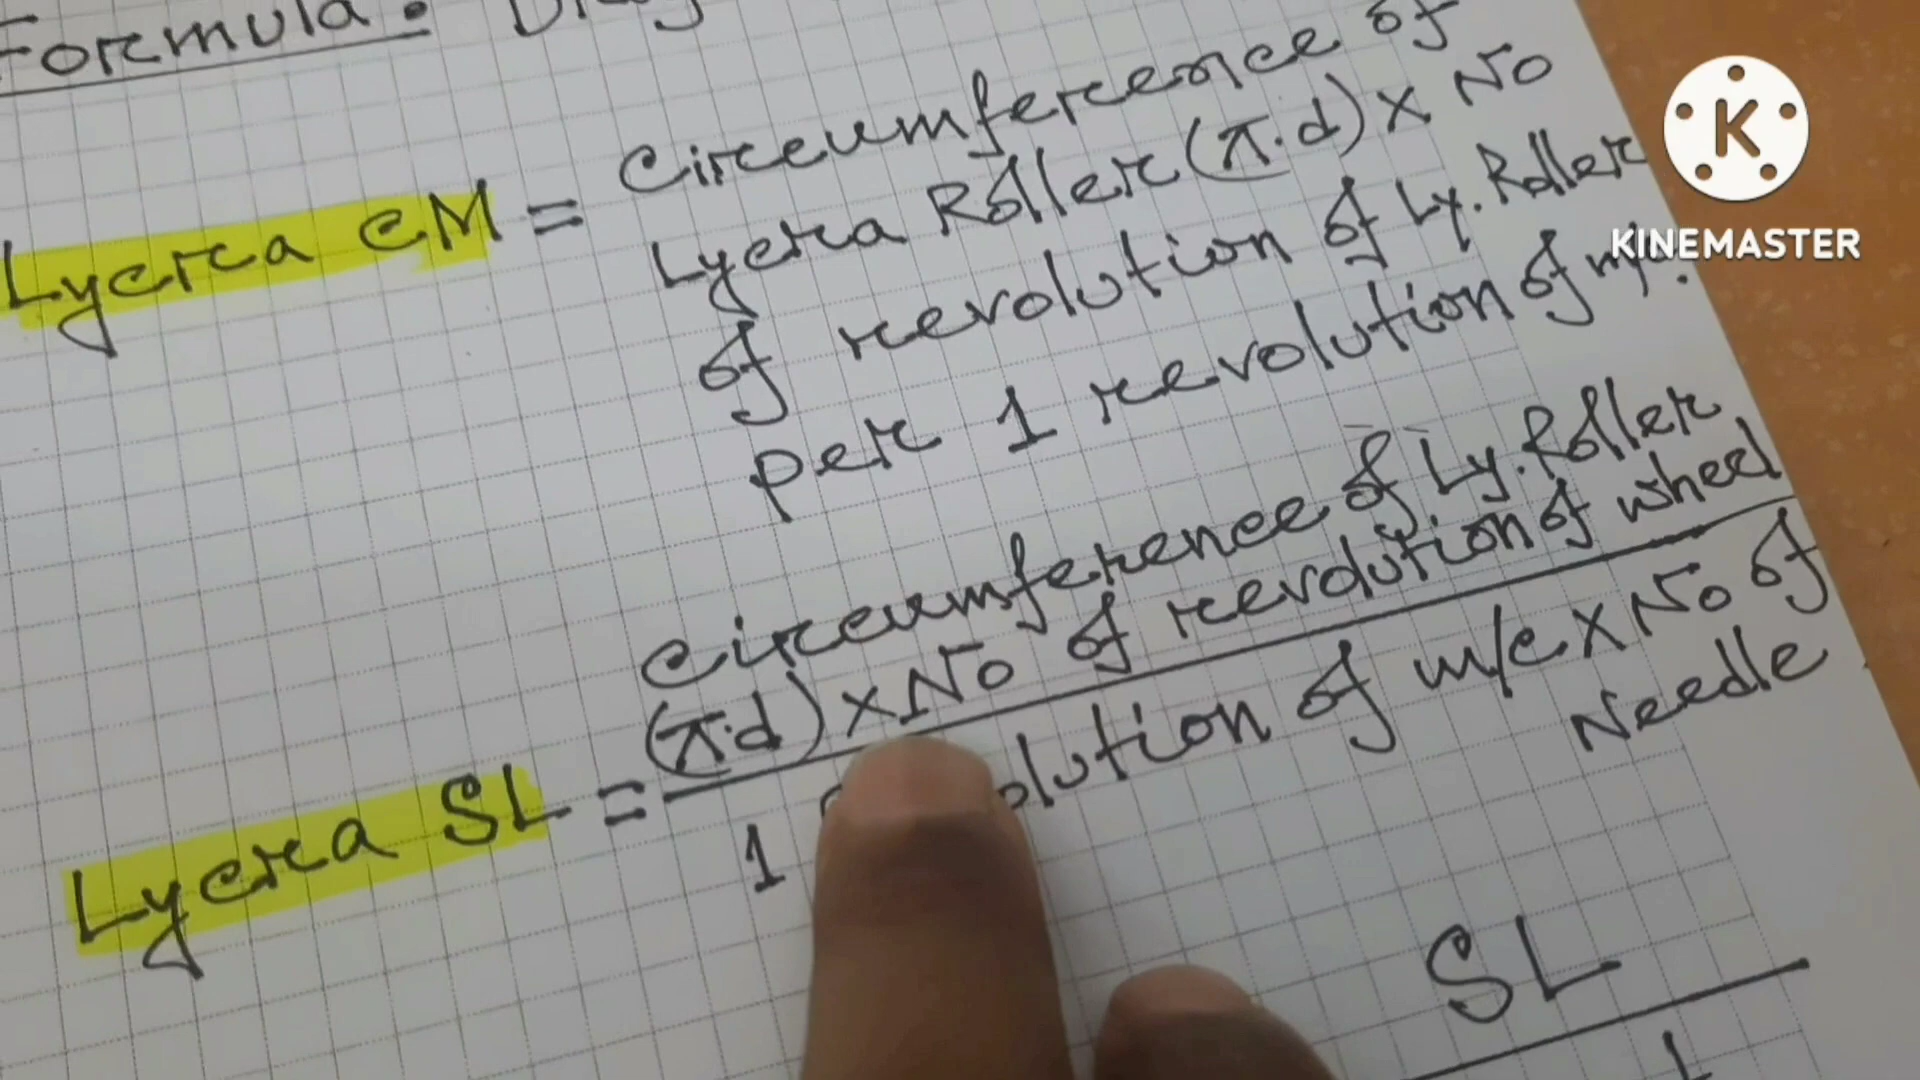 Formula:
Lycra CM = Circumference of
Lycra Roller (π.d) × No
of revolution of Ly. Roller
per 1 revolution of m/c.
Lycra SL = Circumference of Ly. Roller
(π.d) × No of revolution of wheel
1 olution of m/c × No of
Needle
SL
KINEMASTER